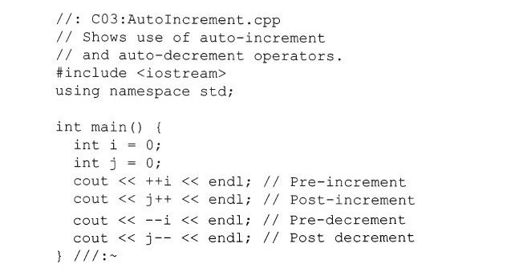 //: C03:AutoIncrement.cpp
// Shows use of auto-increment
// and auto-decrement operators.
#include <iostream>
using namespace std;

int main() {
  int i = 0;
  int j = 0;
  cout << ++i << endl; // Pre-increment
  cout << j++ << endl; // Post-increment
  cout << --i << endl; // Pre-decrement
  cout << j-- << endl; // Post decrement
} ///:~